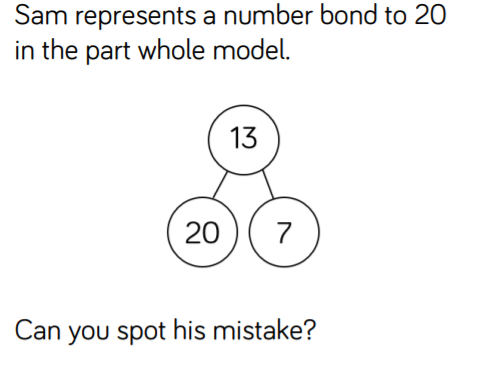 Sam represents a number bond to 20
in the part whole model.
13
20 7
Can you spot his mistake?